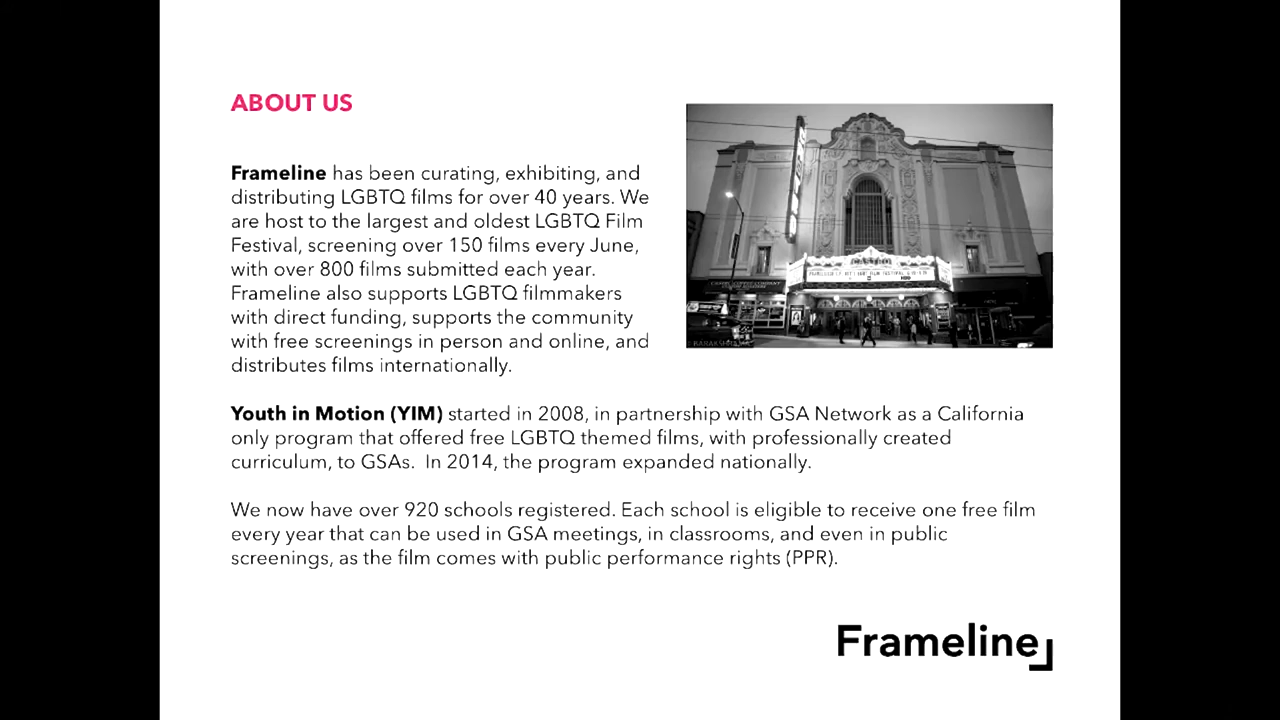 ABOUT US
Frameline has been curating, exhibiting, and
distributing LGBTQ films for over 40 years. We
are host to the largest and oldest LGBTQ Film
Festival, screening over 150 films every June,
with over 800 films submitted each year.
Frameline also supports LGBTQ filmmakers
with direct funding, supports the community
with free screenings in person and online, and
distributes films internationally.
Youth in Motion (YIM) started in 2008, in partnership with GSA Network as a California
only program that offered free LGBTQ themed films, with professionally created
curriculum, to GSAs.  In 2014, the program expanded nationally.
We now have over 920 schools registered. Each school is eligible to receive one free film
every year that can be used in GSA meetings, in classrooms, and even in public
screenings, as the film comes with public performance rights (PPR).
Frameline